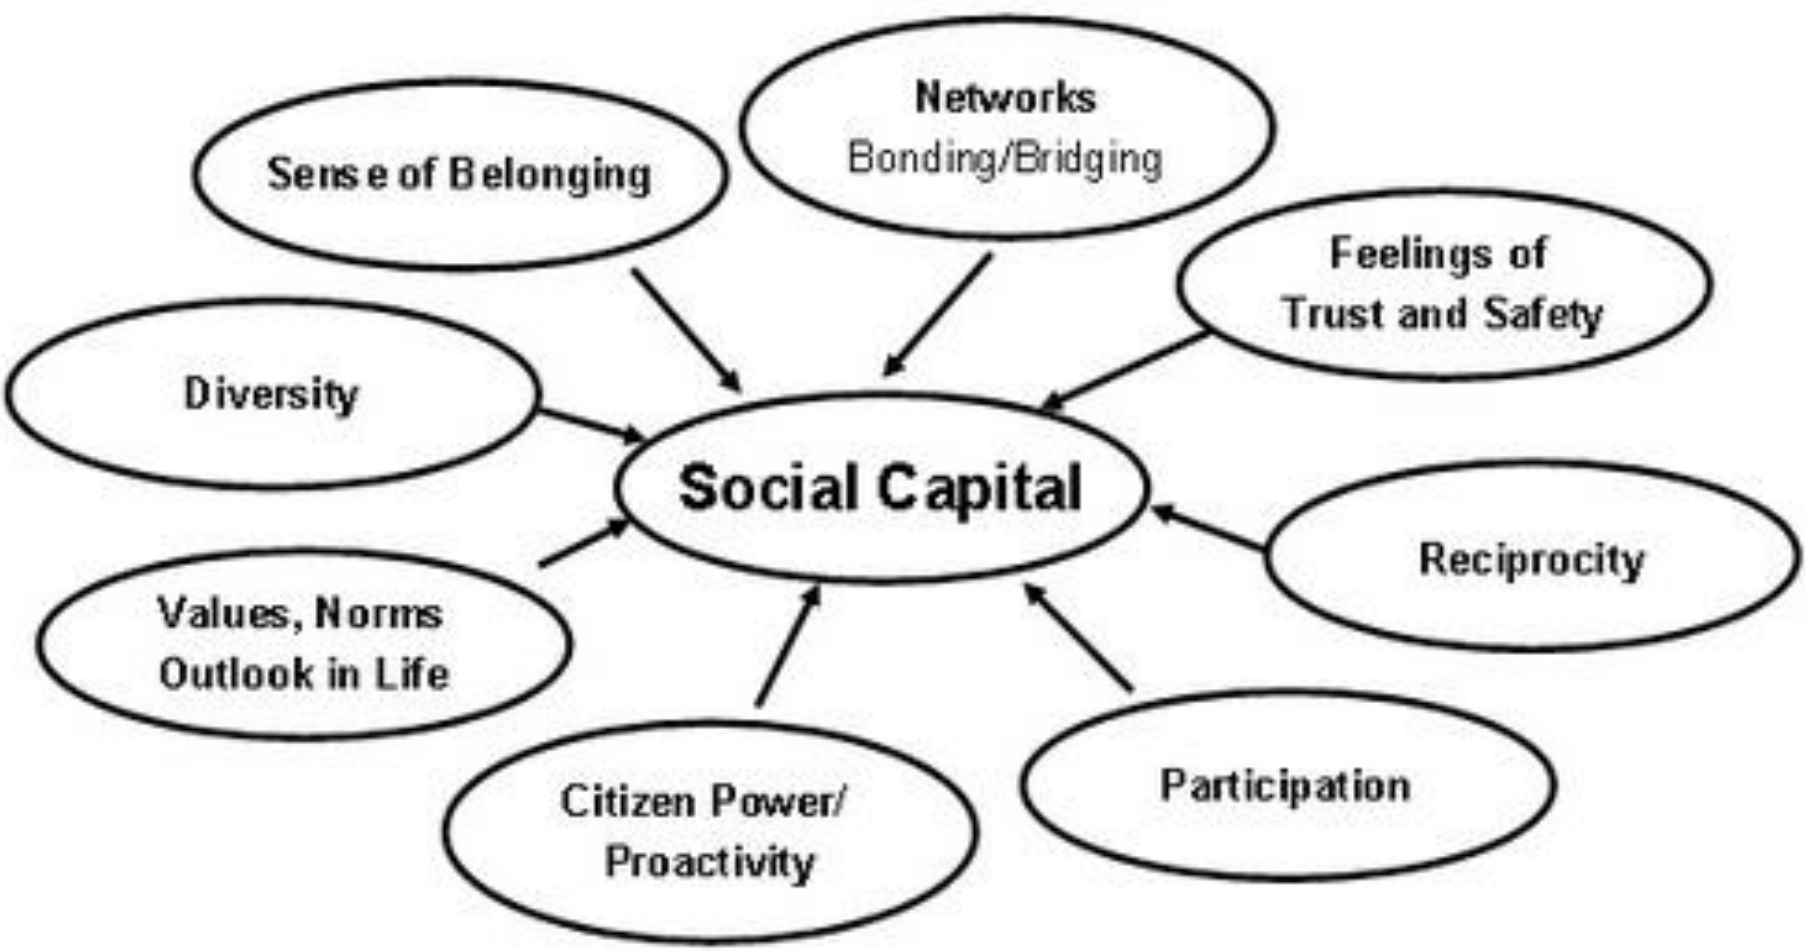 Networks
Bonding/Bridging
Sense of Belonging
Feelings of
Trust and Safety
Diversity
Social Capital
Reciprocity
Values, Norms
Outlook in Life
Citizen Power/
Proactivity
Participation